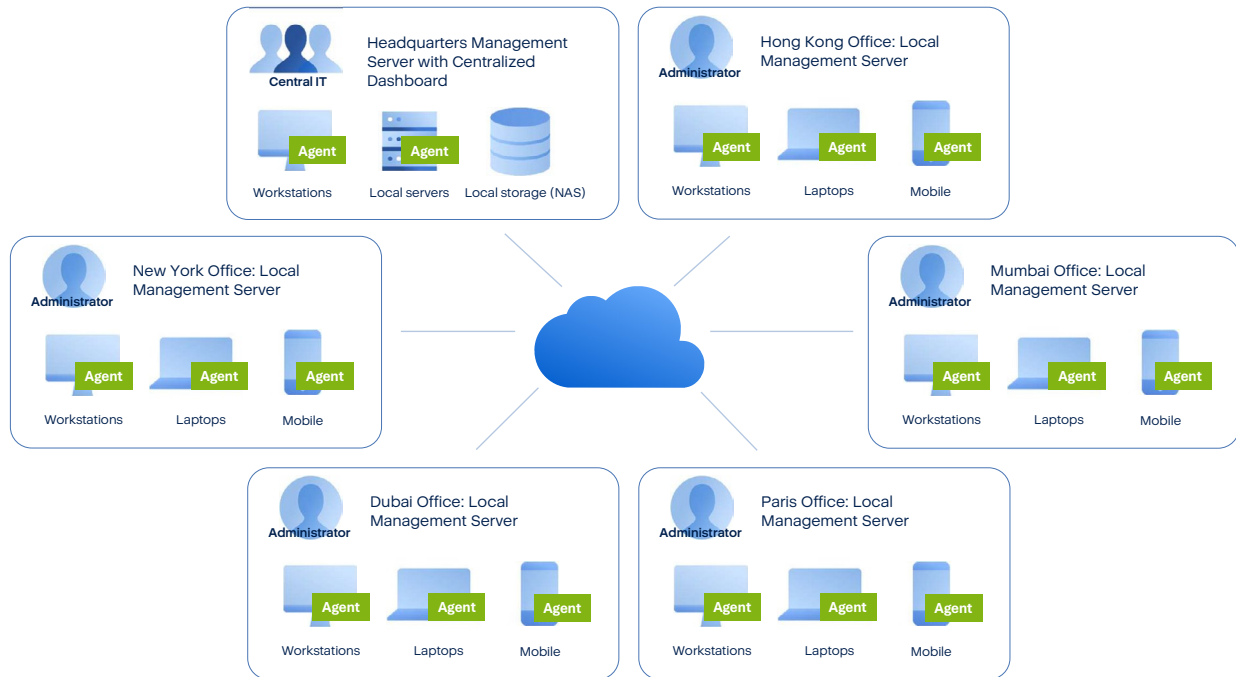 Headquarters Management
Server with Centralized
Dashboard
Central IT
Agent
Agent
Workstations
Local servers
Local storage (NAS)
Hong Kong Office: Local
Management Server
Administrator
Agent
Agent
Agent
Workstations
Laptops
Mobile
New York Office: Local
Management Server
Administrator
Agent
Agent
Agent
Workstations
Laptops
Mobile
Mumbai Office: Local
Management Server
Administrator
Agent
Agent
Agent
Workstations
Laptops
Mobile
Dubai Office: Local
Management Server
Administrator
Agent
Agent
Agent
Workstations
Laptops
Mobile
Paris Office: Local
Management Server
Administrator
Agent
Agent
Agent
Workstations
Laptops
Mobile